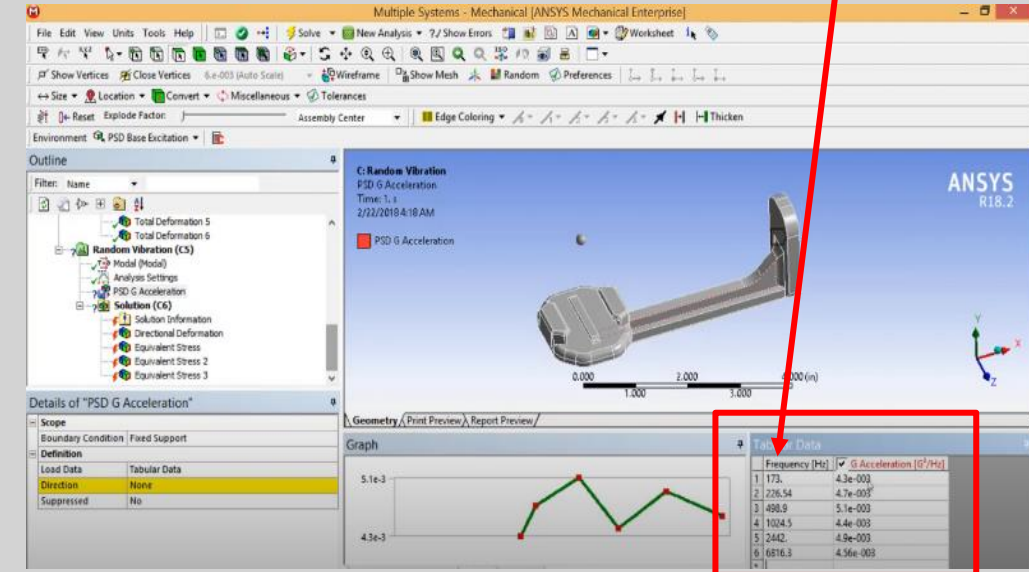 Multiple Systems - Mechanical [ANSYS Mechanical Enterprise]
File Edit View Units Tools Help Solve New Analysis ?/ Show Errors Worksheet
Show Vertices Close Vertices 6.e-003 (Auto Scale) Wireframe Show Mesh Random Preferences
Size Location Convert Miscellaneous Tolerances
Reset Explode Factor: Assembly Center Edge Coloring Thicken
Environment PSD Base Excitation
Outline
Filter: Name
Total Deformation 5
Total Deformation 6
Random Vibration (C5)
Modal (Modal)
Analysis Settings
PSD G Acceleration
Solution (C6)
Solution Information
Directional Deformation
Equivalent Stress
Equivalent Stress 2
Equivalent Stress 3
Details of "PSD G Acceleration"
Scope
Boundary Condition Fixed Support
Definition
Load Data Tabular Data
Direction None
Suppressed No
C: Random Vibration
PSD G Acceleration
Time: 1. s
2/22/2018 4:18 AM
PSD G Acceleration
ANSYS
R18.2
Y
X
Z
0.000 2.000 4.000 (in)
1.000 3.000
Geometry Print Preview Report Preview
Graph
5.1e-3
4.3e-3
Tabular Data
Frequency [Hz] G Acceleration [G²/Hz]
1 173. 4.3e-003
2 226.54 4.7e-003
3 498.9 5.1e-003
4 1024.5 4.4e-003
5 2442. 4.9e-003
6 6816.3 4.56e-003
*